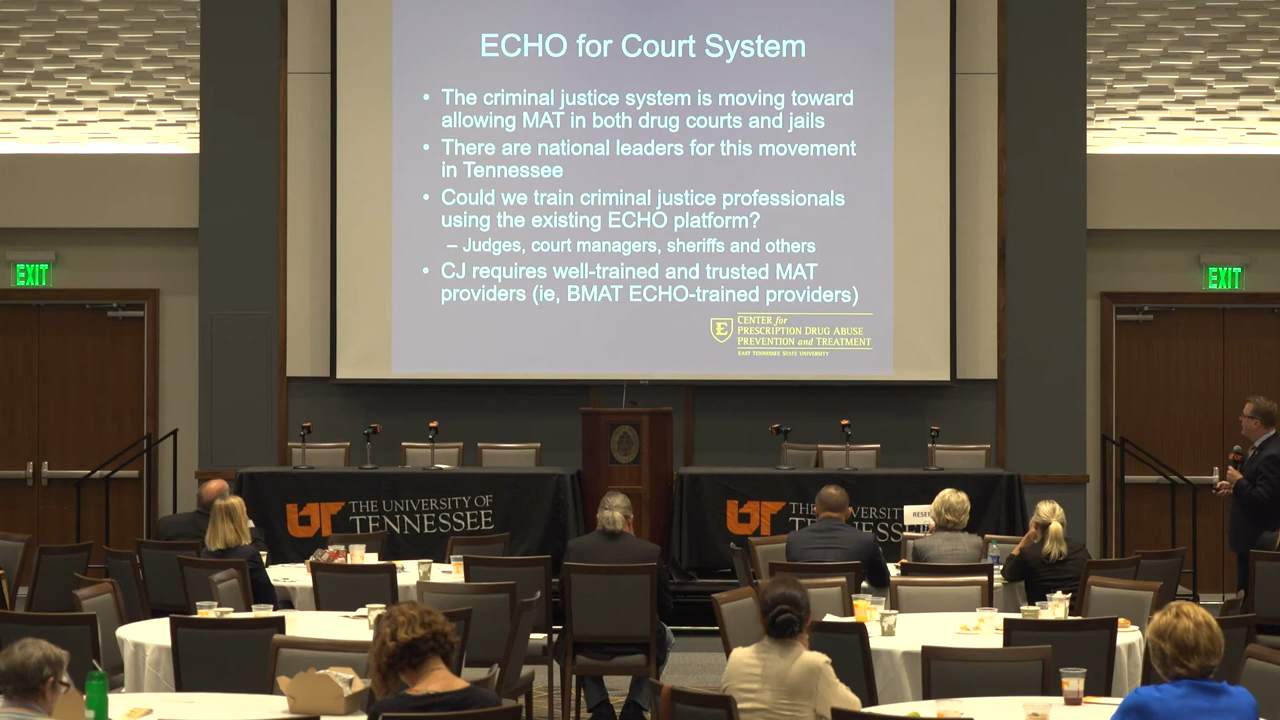 ECHO for Court System
• The criminal justice system is moving toward
allowing MAT in both drug courts and jails
• There are national leaders for this movement
in Tennessee
• Could we train criminal justice professionals
using the existing ECHO platform?
– Judges, court managers, sheriffs and others
• CJ requires well-trained and trusted MAT
providers (ie, BMAT ECHO-trained providers)
E
CENTER for
PRESCRIPTION DRUG ABUSE
PREVENTION and TREATMENT
EAST TENNESSEE STATE UNIVERSITY
EXIT
EXIT
UT THE UNIVERSITY OF
TENNESSEE
UT